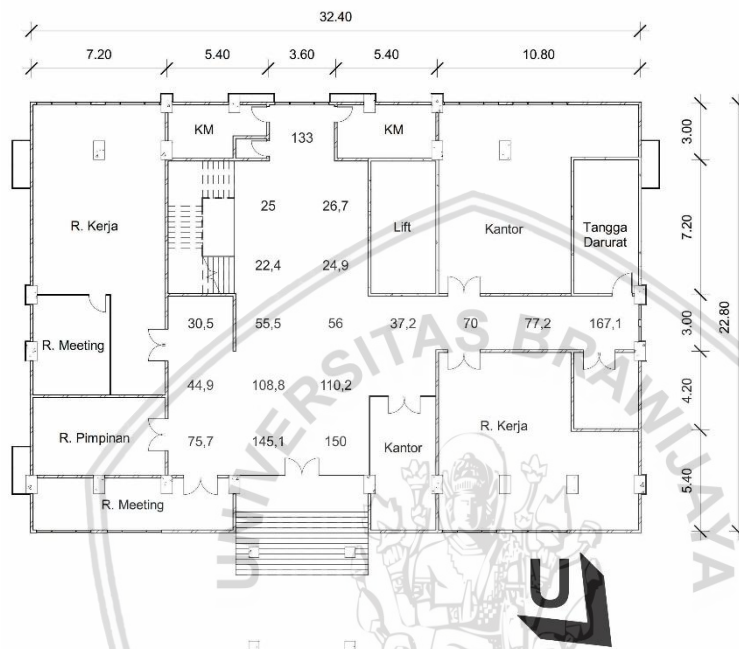 32.40
7.20 5.40 3.60 5.40 10.80
KM 133 KM 3.00
25 26,7
R. Kerja Lift Kantor Tangga
Darurat 7.20
22,4 24,9
30,5 55,5 56 37,2 70 77,2 167,1 3.00 22.80
R. Meeting
44,9 108,8 110,2 4.20
R. Kerja
R. Pimpinan 75,7 145,1 150 Kantor
5.40
R. Meeting
U
UNIVERSITAS BRAWIJAYA